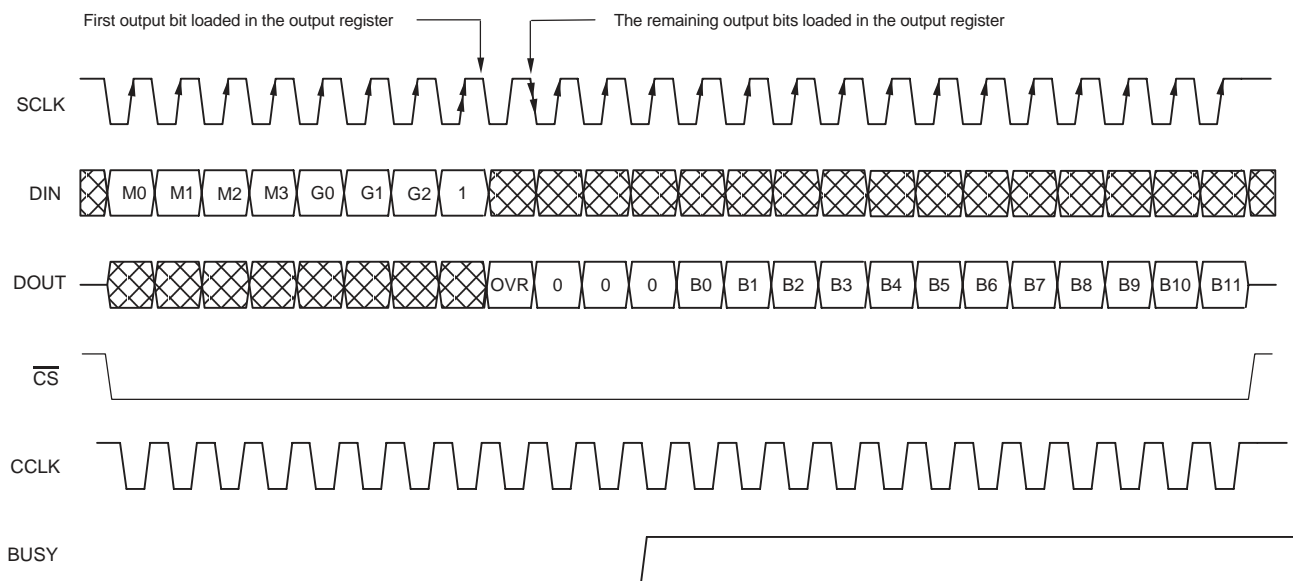 First output bit loaded in the output register The remaining output bits loaded in the output register
SCLK
DIN M0 M1 M2 M3 G0 G1 G2 1
DOUT OVR 0 0 0 B0 B1 B2 B3 B4 B5 B6 B7 B8 B9 B10 B11
CS
CCLK
BUSY